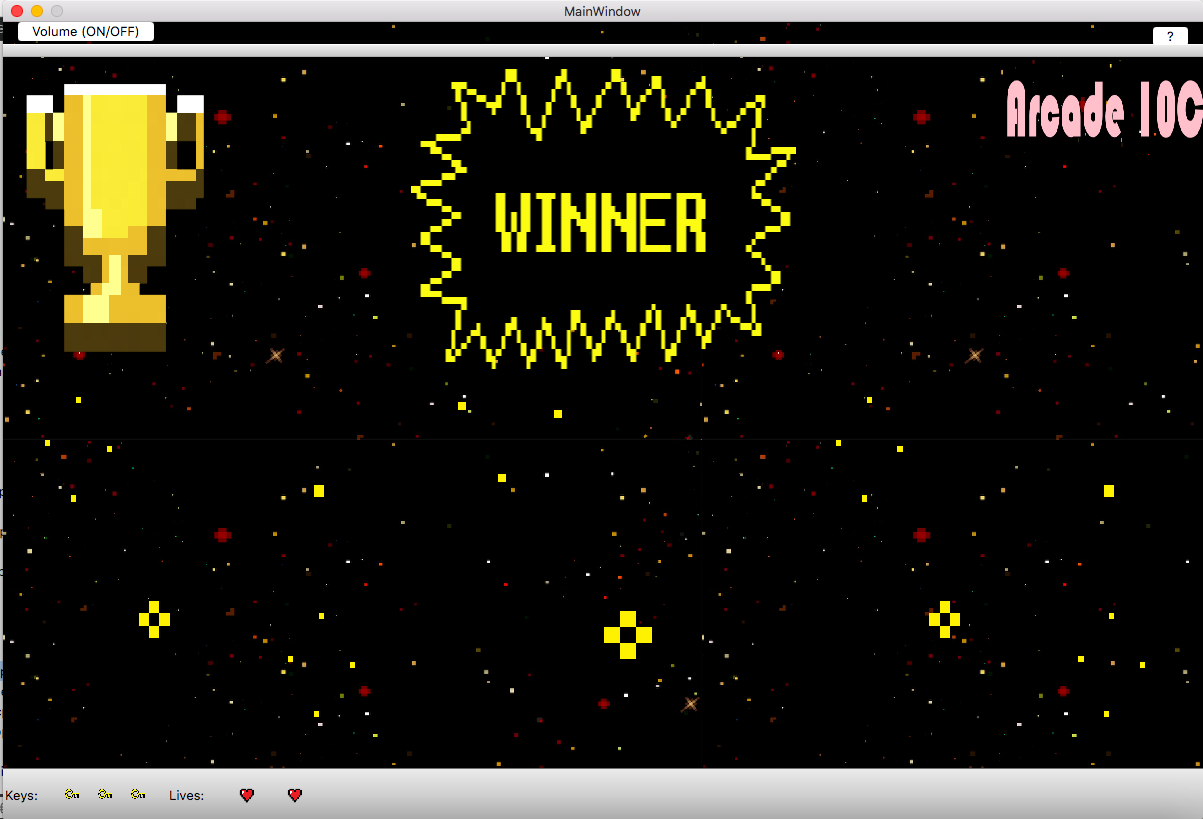 MainWindow
Volume (ON/OFF)
?
Arcade 10C
WINNER
Keys:
Lives: